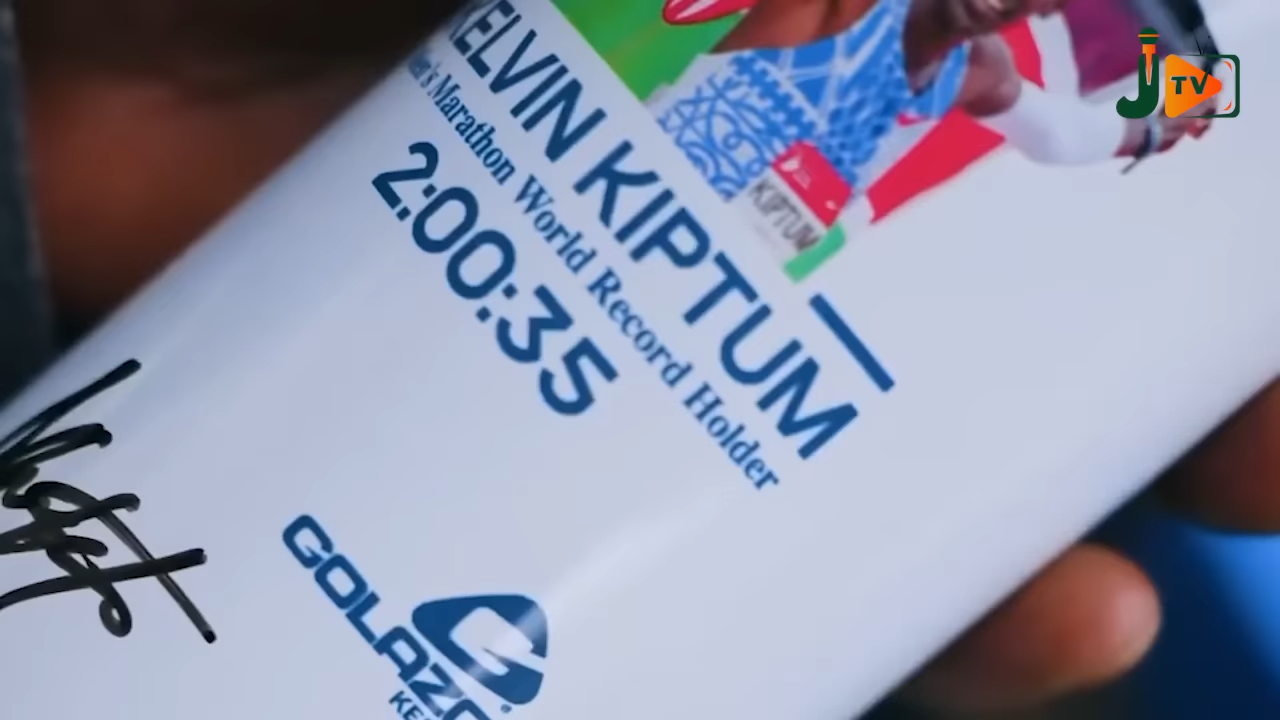 J TV
KIPTUM
KELVIN KIPTUM
Marathon World Record Holder
2:00:35
GOLAZO